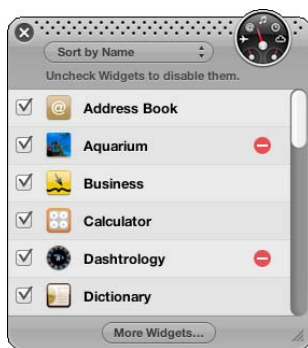 Sort by Name
Uncheck Widgets to disable them.
Address Book
Aquarium
Business
Calculator
Dashtrology
Dictionary
More Widgets...